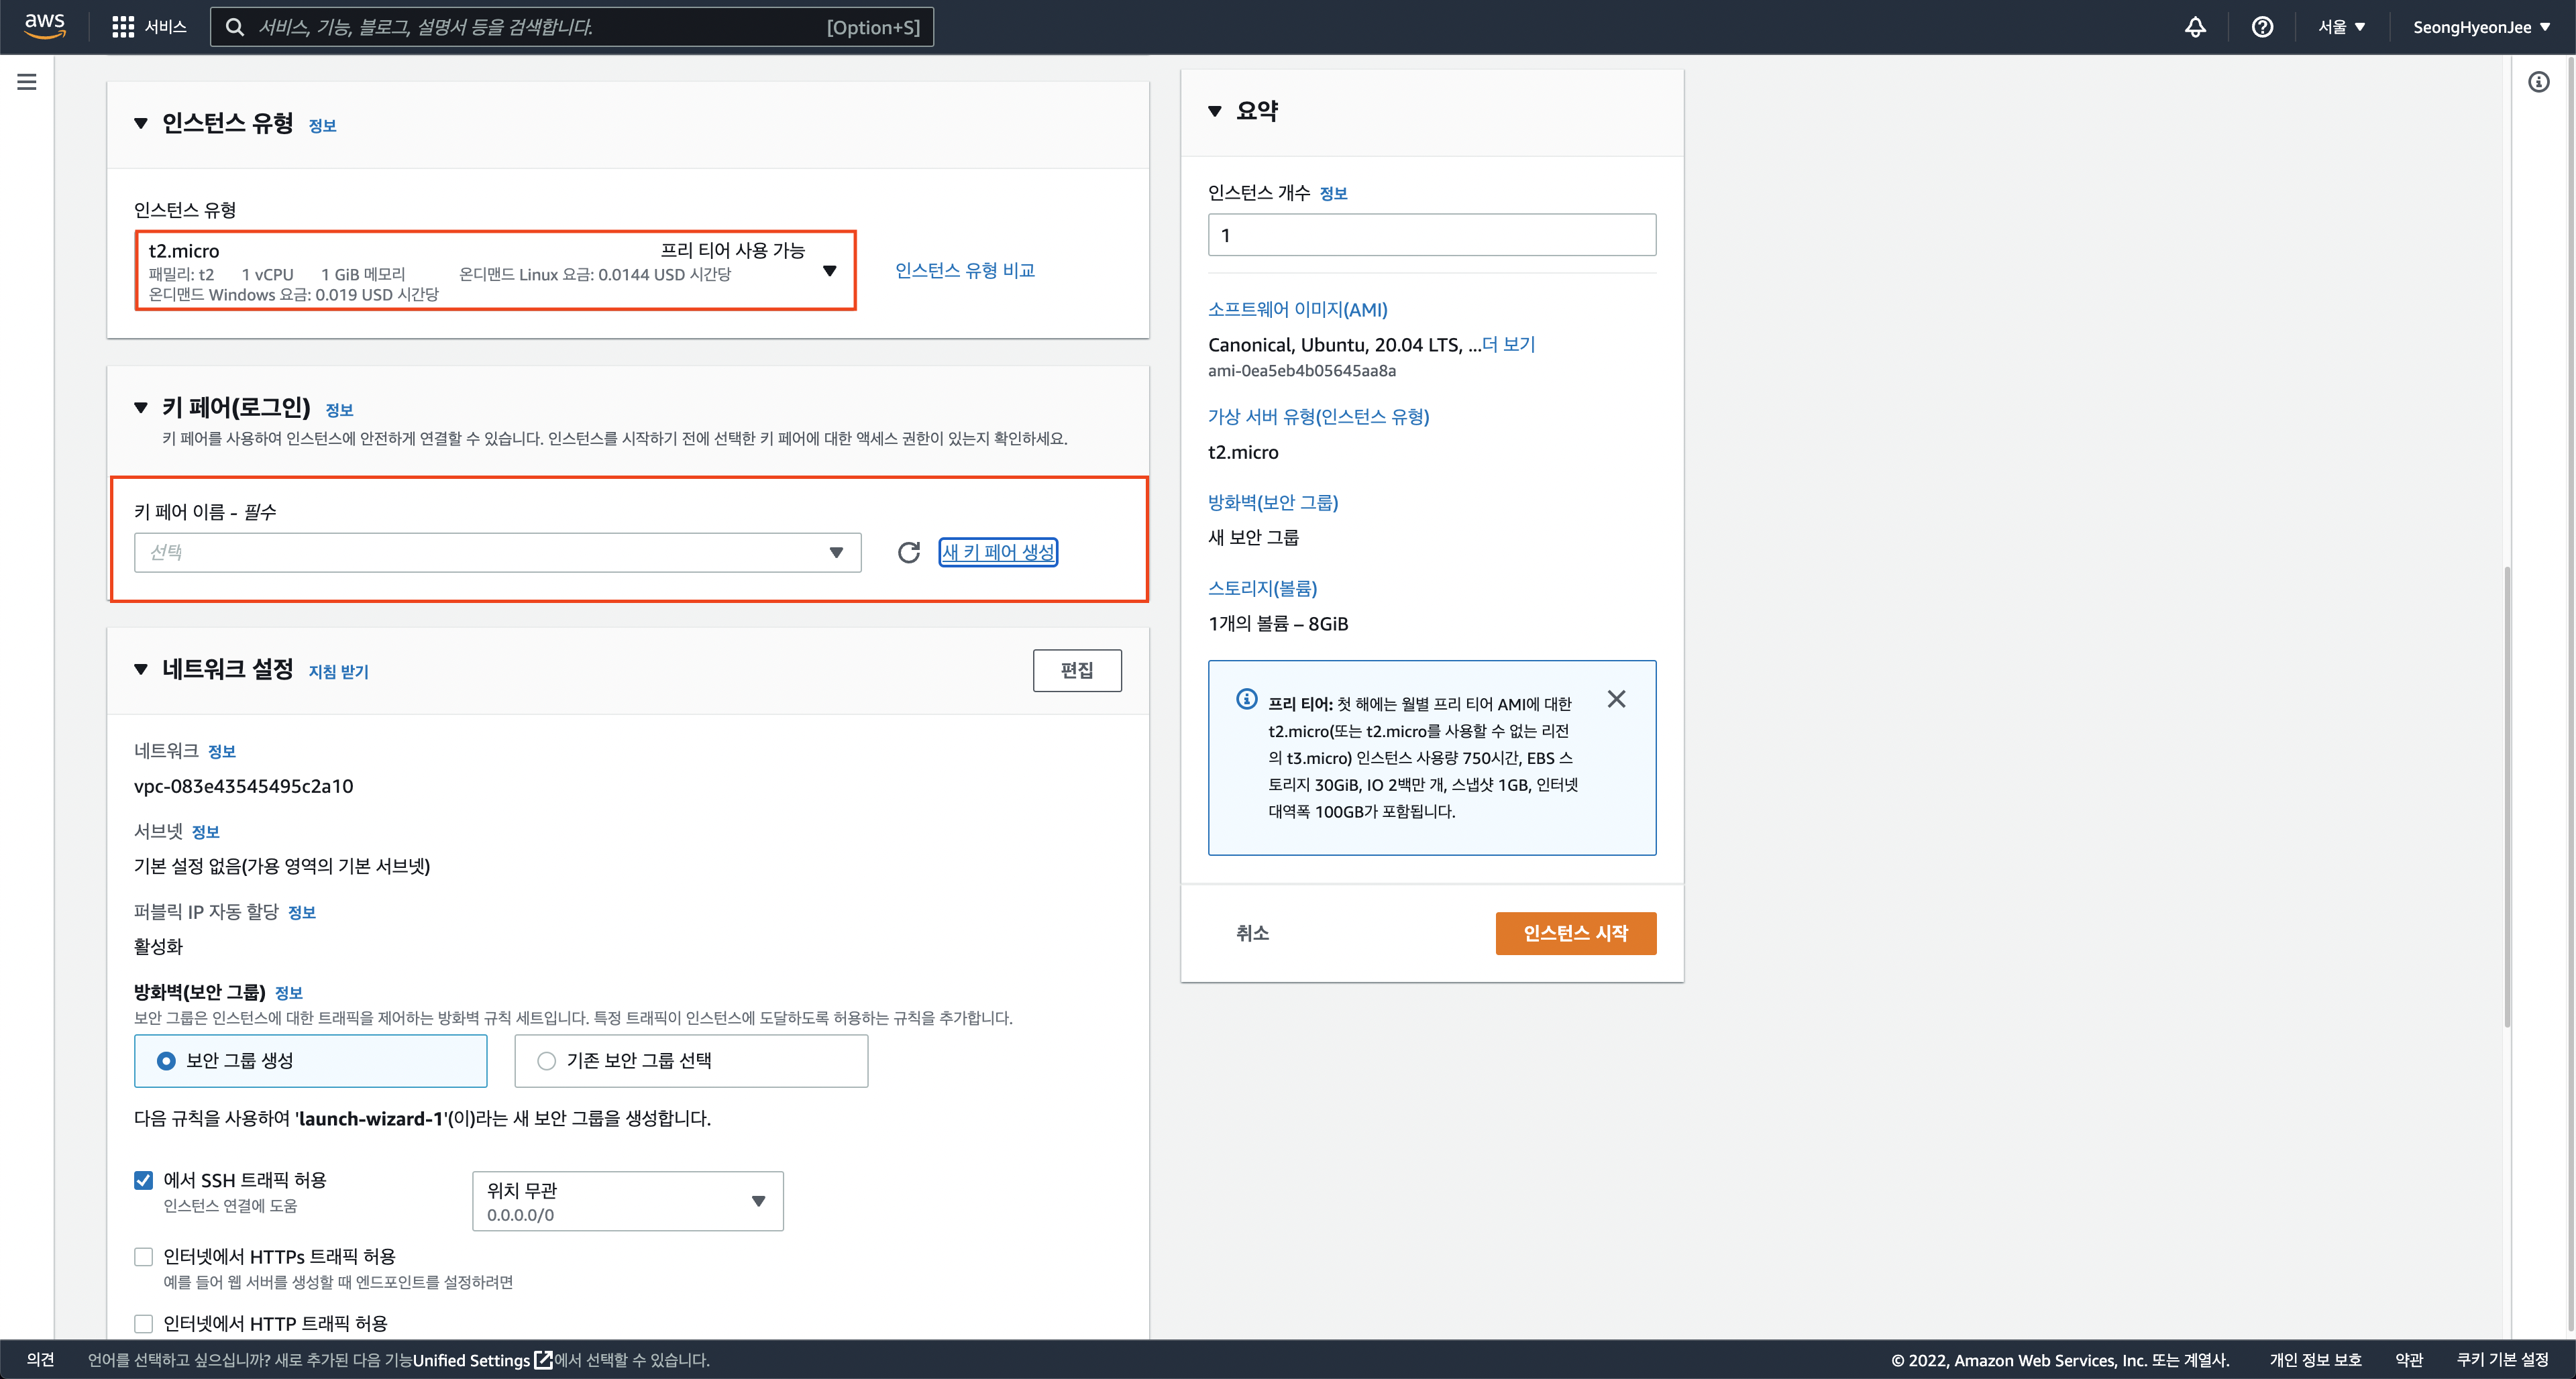 aws
서비스
서비스, 기능, 블로그, 설명서 등을 검색합니다.
[Option+S]
서울
SeongHyeonJee
인스턴스 유형 정보
인스턴스 유형
t2.micro 프리 티어 사용 가능
패밀리: t2 1 vCPU 1 GiB 메모리 온디맨드 Linux 요금: 0.0144 USD 시간당
온디맨드 Windows 요금: 0.019 USD 시간당
인스턴스 유형 비교
키 페어(로그인) 정보
키 페어를 사용하여 인스턴스에 안전하게 연결할 수 있습니다. 인스턴스를 시작하기 전에 선택한 키 페어에 대한 액세스 권한이 있는지 확인하세요.
키 페어 이름 - 필수
선택
새 키 페어 생성
네트워크 설정 지침 받기
편집
네트워크 정보
vpc-083e43545495c2a10
서브넷 정보
기본 설정 없음(가용 영역의 기본 서브넷)
퍼블릭 IP 자동 할당 정보
활성화
방화벽(보안 그룹) 정보
보안 그룹은 인스턴스에 대한 트래픽을 제어하는 방화벽 규칙 세트입니다. 특정 트래픽이 인스턴스에 도달하도록 허용하는 규칙을 추가합니다.
보안 그룹 생성
기존 보안 그룹 선택
다음 규칙을 사용하여 'launch-wizard-1'(이)라는 새 보안 그룹을 생성합니다.
에서 SSH 트래픽 허용
인스턴스 연결에 도움
위치 무관
0.0.0.0/0
인터넷에서 HTTPs 트래픽 허용
예를 들어 웹 서버를 생성할 때 엔드포인트를 설정하려면
인터넷에서 HTTP 트래픽 허용
요약
인스턴스 개수 정보
1
소프트웨어 이미지(AMI)
Canonical, Ubuntu, 20.04 LTS, ...더 보기
ami-0ea5eb4b05645aa8a
가상 서버 유형(인스턴스 유형)
t2.micro
방화벽(보안 그룹)
새 보안 그룹
스토리지(볼륨)
1개의 볼륨 – 8GiB
프리 티어: 첫 해에는 월별 프리 티어 AMI에 대한
t2.micro(또는 t2.micro를 사용할 수 없는 리전
의 t3.micro) 인스턴스 사용량 750시간, EBS 스
토리지 30GiB, IO 2백만 개, 스냅샷 1GB, 인터넷
대역폭 100GB가 포함됩니다.
취소
인스턴스 시작
의견
언어를 선택하고 싶으십니까? 새로 추가된 다음 기능Unified Settings에서 선택할 수 있습니다.
© 2022, Amazon Web Services, Inc. 또는 계열사.
개인 정보 보호
약관
쿠키 기본 설정